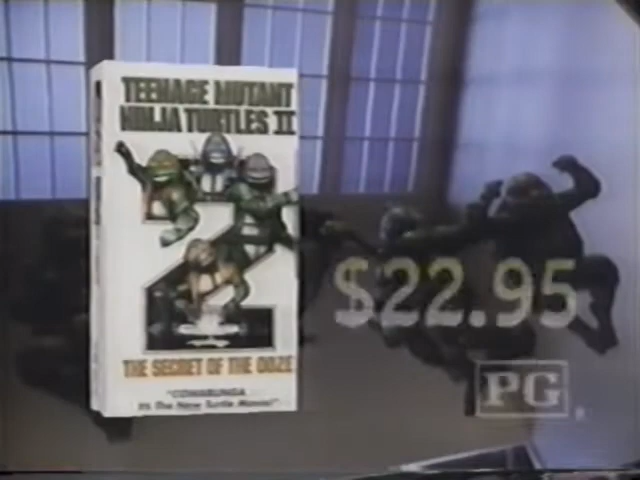 TEENAGE MUTANT
NINJA TURTLES II
2
THE SECRET OF THE OOZE
"COWABUNGA
It's The New Turtle Movie!"
$22.95
PG